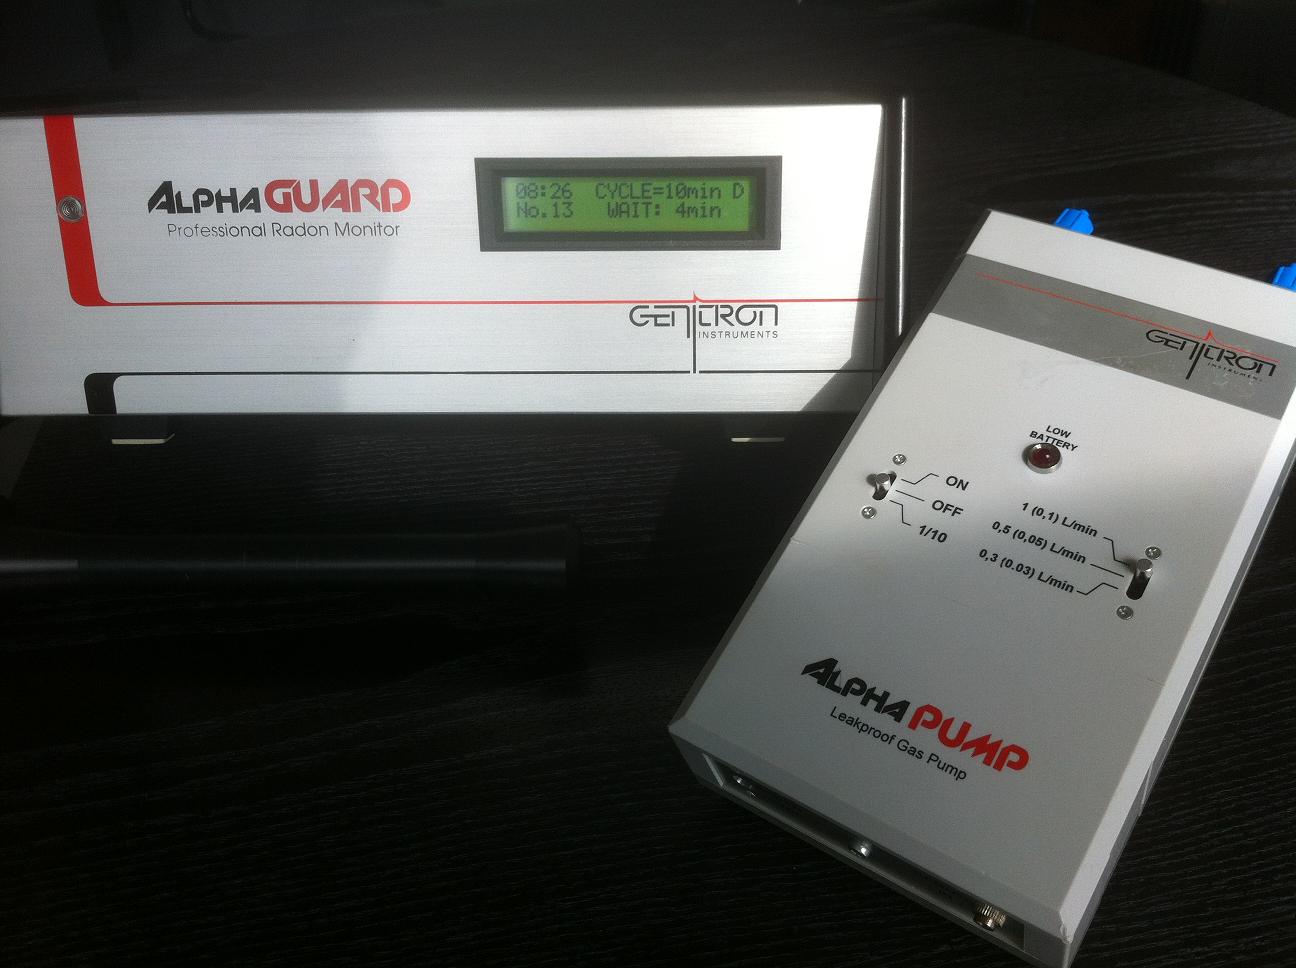 ALPHAGUARD
Professional Radon Monitor
08:26 CYCLE=10min D
No.13 WAIT: 4min
GENITRON
INSTRUMENTS
GENITRON
INSTRUMENTS
LOW
BATTERY
ON
OFF
1/10
1 (0,1) L/min
0,5 (0,05) L/min
0,3 (0.03) L/min
ALPHAPUMP
Leakproof Gas Pump